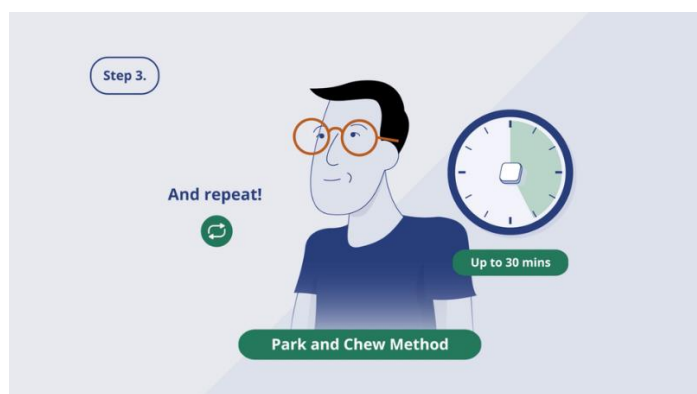 Step 3.
And repeat!
Up to 30 mins
Park and Chew Method